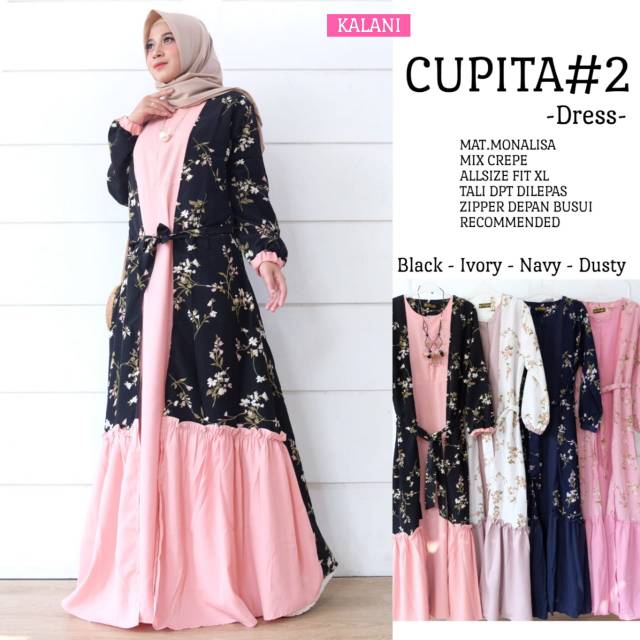 KALANI
CUPITA#2
-Dress-
MAT.MONALISA
MIX CREPE
ALLSIZE FIT XL
TALI DPT DILEPAS
ZIPPER DEPAN BUSUI
RECOMMENDED
Black - Ivory - Navy - Dusty